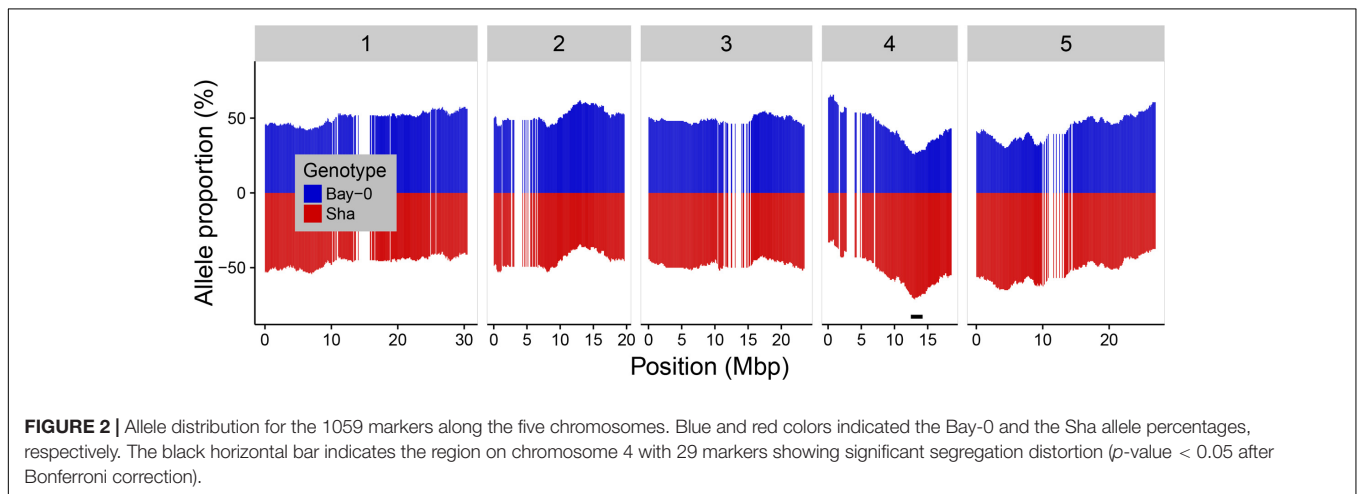 1 2 3 4 5
Allele proportion (%)
50
0
−50
Genotype
Bay−0
Sha
0 10 20 30 0 5 10 15 20 0 5 10 15 20 0 5 10 15 0 10 20
Position (Mbp)
FIGURE 2 | Allele distribution for the 1059 markers along the five chromosomes. Blue and red colors indicated the Bay-0 and the Sha allele percentages,
respectively. The black horizontal bar indicates the region on chromosome 4 with 29 markers showing significant segregation distortion (p-value < 0.05 after
Bonferroni correction).